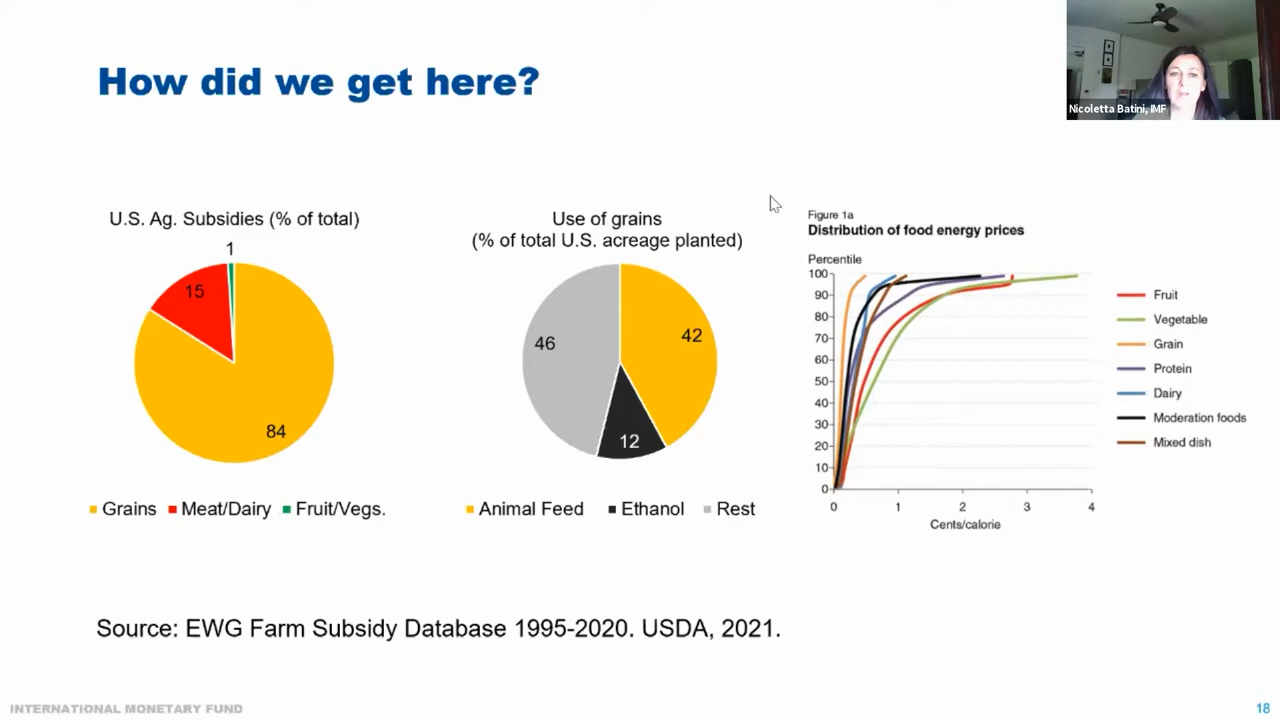 How did we get here?
Nicoletta Batini, IMF
U.S. Ag. Subsidies (% of total)
1
15
84
Grains
Meat/Dairy
Fruit/Vegs.
Use of grains
(% of total U.S. acreage planted)
46
42
12
Animal Feed
Ethanol
Rest
Figure 1a
Distribution of food energy prices
Percentile
100
90
80
70
60
50
40
30
20
10
0
0
1
2
3
4
Cents/calorie
Fruit
Vegetable
Grain
Protein
Dairy
Moderation foods
Mixed dish
Source: EWG Farm Subsidy Database 1995-2020. USDA, 2021.
INTERNATIONAL MONETARY FUND
18